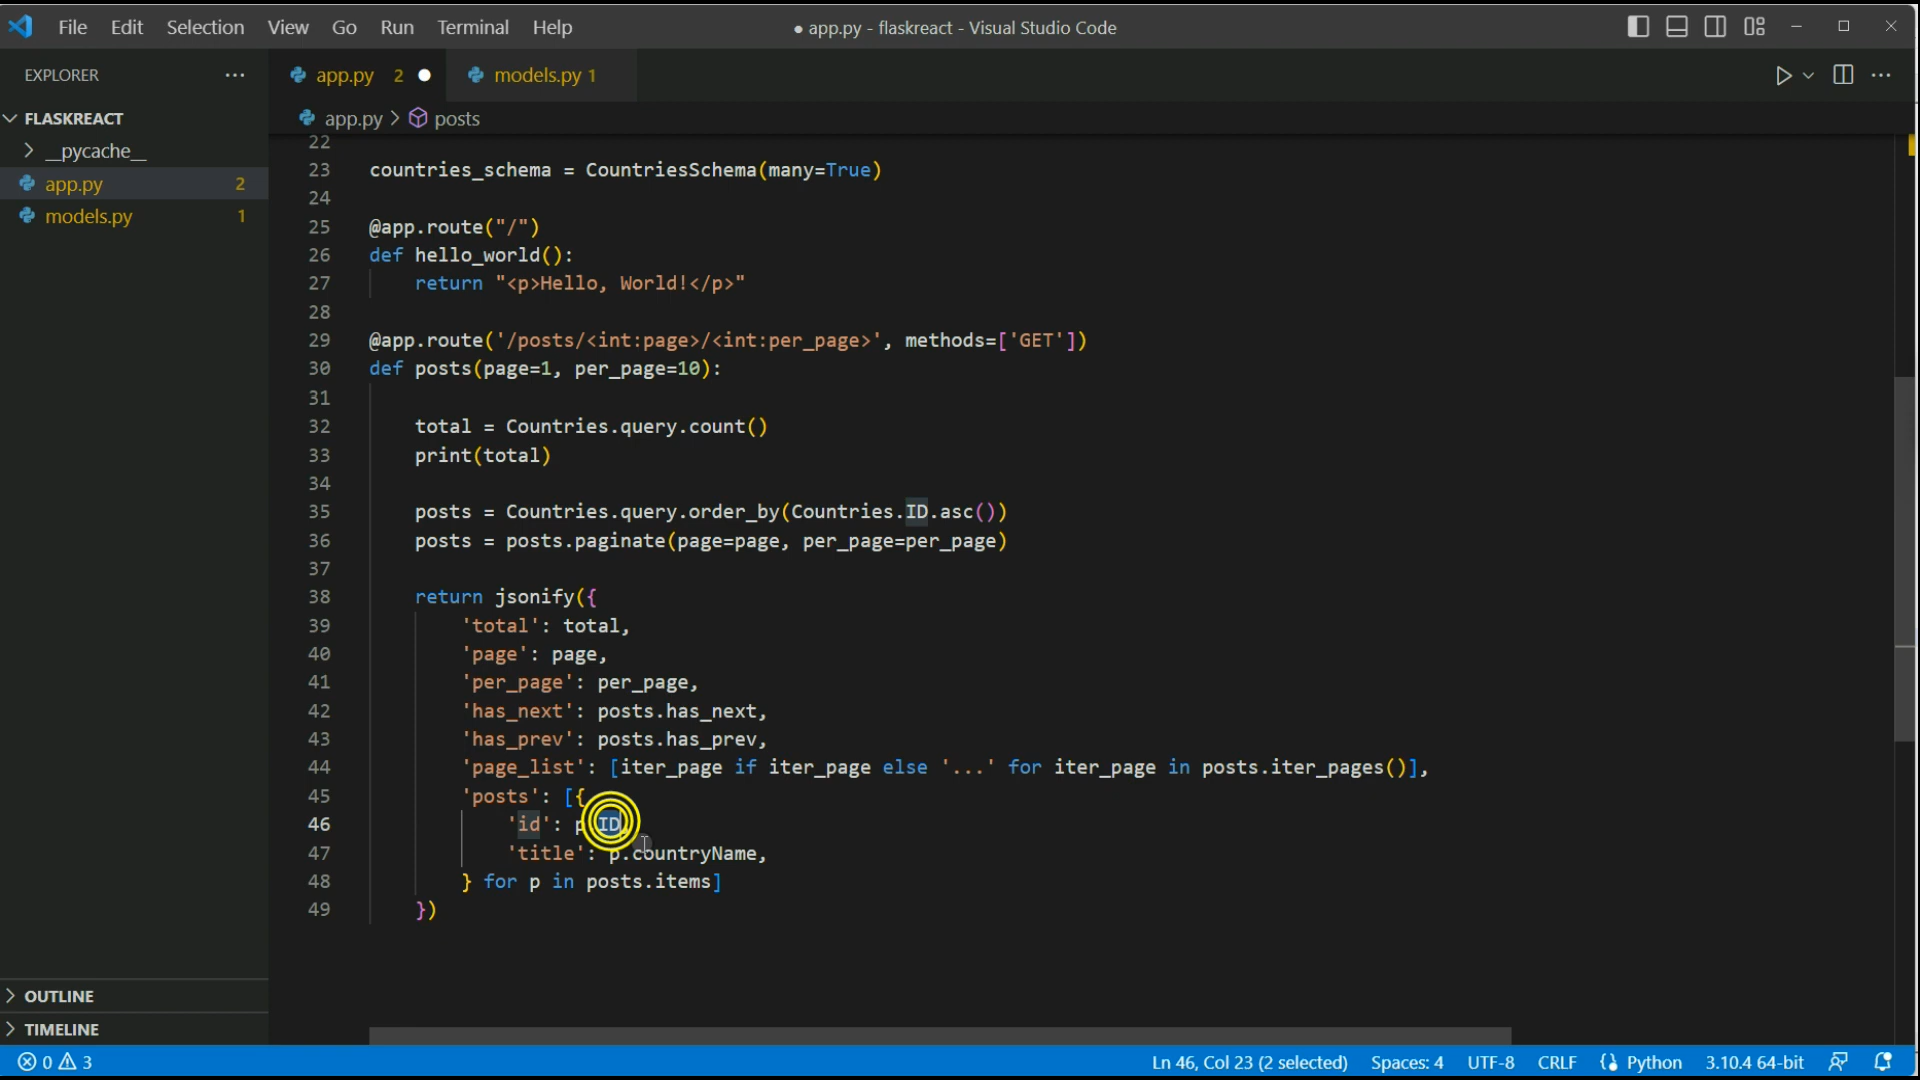 File Edit Selection View Go Run Terminal Help
● app.py - flaskreact - Visual Studio Code
EXPLORER ...
app.py 2 ●
models.py 1
FLASKREACT
app.py > posts
__pycache__
app.py 2
models.py 1
22
23 countries_schema = CountriesSchema(many=True)
24
25 @app.route("/")
26 def hello_world():
27 return "<p>Hello, World!</p>"
28
29 @app.route('/posts/<int:page>/<int:per_page>', methods=['GET'])
30 def posts(page=1, per_page=10):
31
32 total = Countries.query.count()
33 print(total)
34
35 posts = Countries.query.order_by(Countries.ID.asc())
36 posts = posts.paginate(page=page, per_page=per_page)
37
38 return jsonify({
39 'total': total,
40 'page': page,
41 'per_page': per_page,
42 'has_next': posts.has_next,
43 'has_prev': posts.has_prev,
44 'page_list': [iter_page if iter_page else '...' for iter_page in posts.iter_pages()],
45 'posts': [{
46 'id': p.ID,
47 'title': p.countryName,
48 } for p in posts.items]
49 })
OUTLINE
TIMELINE
0 3
Ln 46, Col 23 (2 selected) Spaces: 4 UTF-8 CRLF Python 3.10.4 64-bit